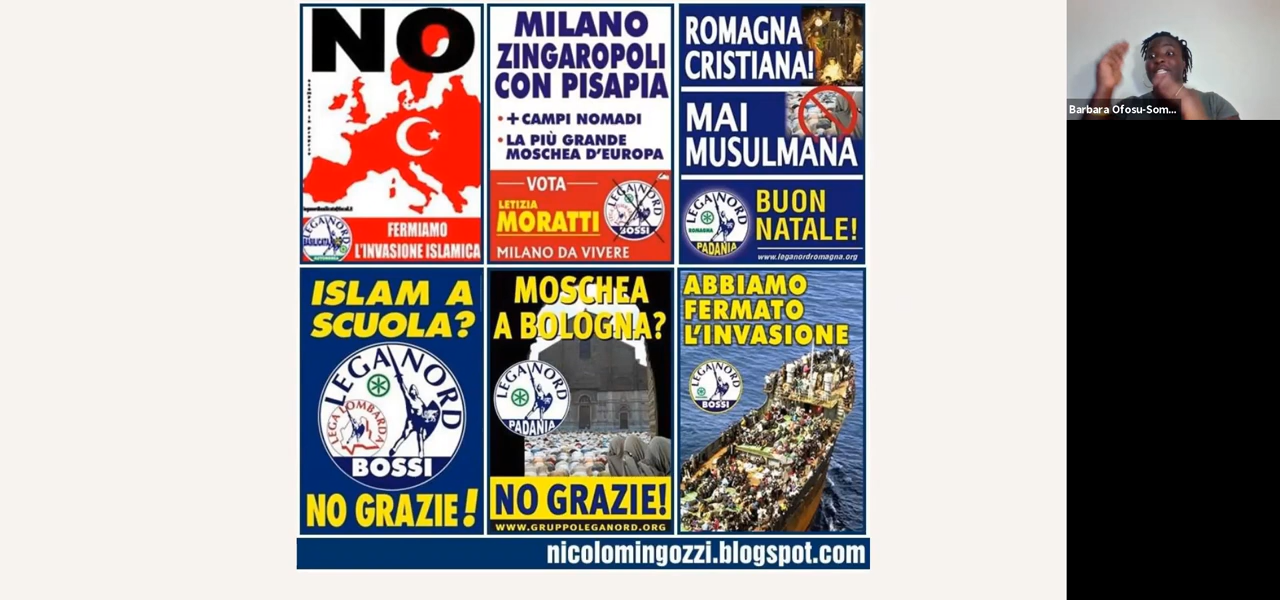 NO
LEGA NORD
BASILICATA
FERMIAMO
L'INVASIONE ISLAMICA
MILANO
ZINGAROPOLI
CON PISAPIA
• + CAMPI NOMADI
• LA PIÙ GRANDE
MOSCHEA D'EUROPA
VOTA
LETIZIA
MORATTI
LEGA NORD
BOSSI
MILANO DA VIVERE
ROMAGNA
CRISTIANA!
MAI
MUSULMANA
LEGA NORD
ROMAGNA
PADANIA
BUON
NATALE!
www.leganordromagna.org
ISLAM A
SCUOLA?
LEGA NORD
LEGA LOMBARDA
BOSSI
NO GRAZIE!
MOSCHEA
A BOLOGNA?
LEGA NORD
PADANIA
NO GRAZIE!
WWW.GRUPPOLEGANORD.ORG
ABBIAMO
FERMATO
L'INVASIONE
LEGA NORD
BOSSI
nicolomingozzi.blogspot.com
Barbara Ofosu-Som...